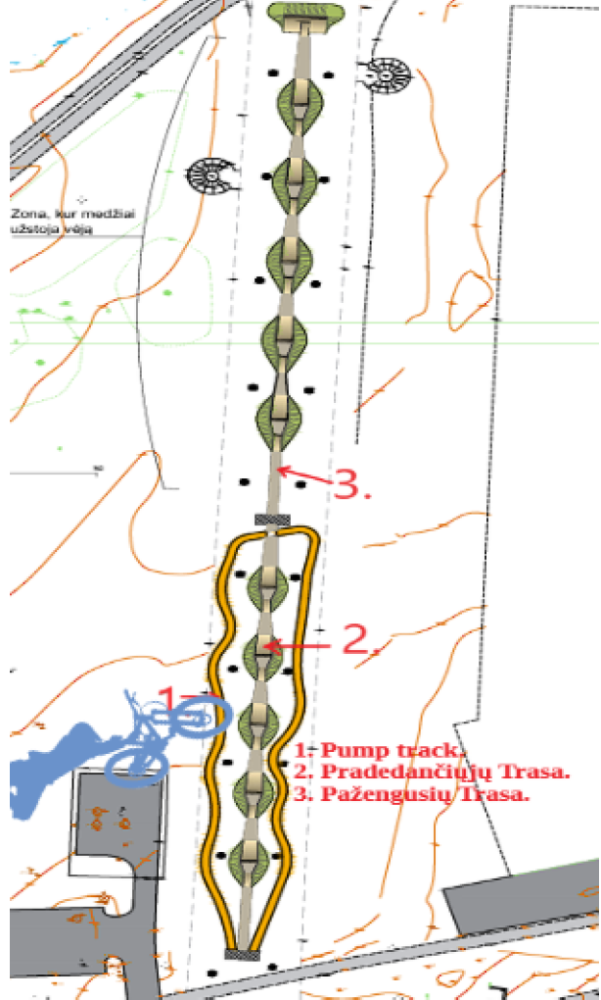 Zona, kur medžiai
užstoja vėją
3.
2.
1
1. Pump track.
2. Pradedančiųjų Trasa.
3. Pažengusių Trasa.